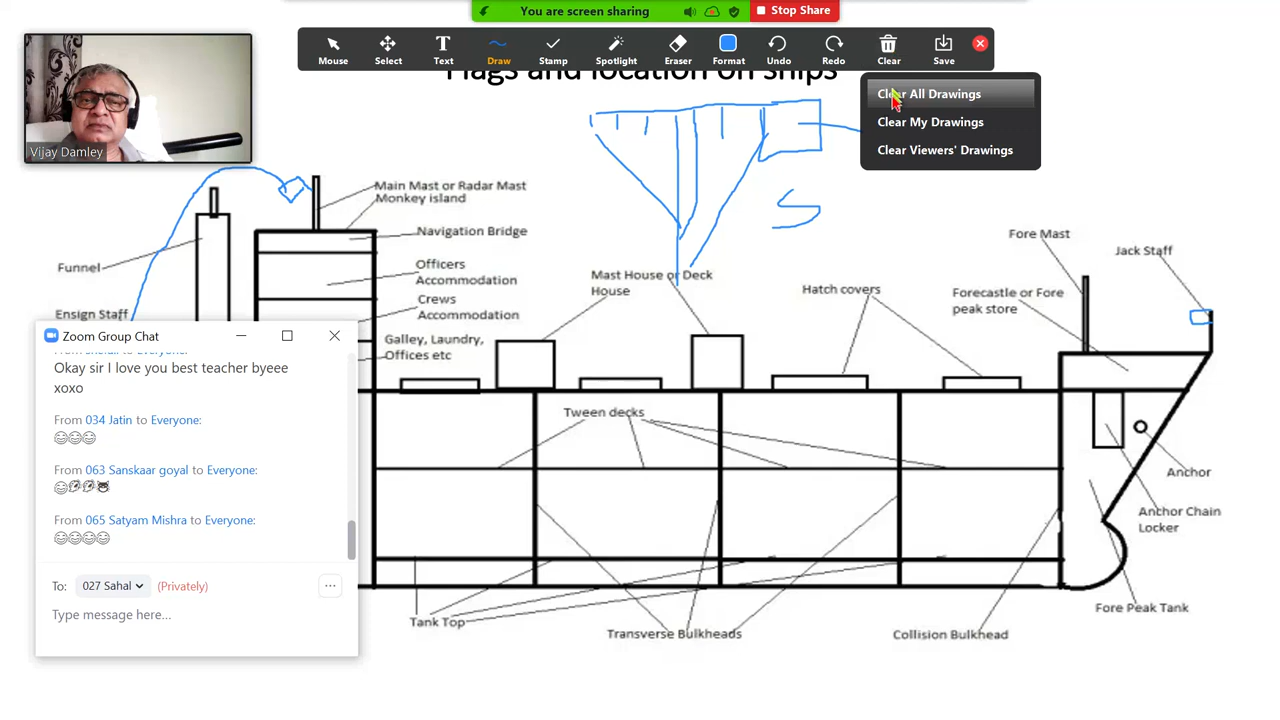 You are screen sharing
Stop Share
Mouse
Select
Text
Draw
Stamp
Spotlight
Eraser
Format
Undo
Redo
Clear
Save
Flags and location on ships
Clear All Drawings
Clear My Drawings
Clear Viewers' Drawings
Vijay Damley
S
Main Mast or Radar Mast
Monkey island
Navigation Bridge
Funnel
Officers
Accommodation
Crews
Accommodation
Ensign Staff
Galley, Laundry,
Offices etc
Mast House or Deck
House
Hatch covers
Fore Mast
Jack Staff
Forecastle or Fore
peak store
Tween decks
Anchor
Anchor Chain
Locker
Fore Peak Tank
Tank Top
Transverse Bulkheads
Collision Bulkhead
Zoom Group Chat
Okay sir I love you best teacher byeee
xoxo
From 034 Jatin to Everyone:
From 063 Sanskaar goyal to Everyone:
From 065 Satyam Mishra to Everyone:
To: 027 Sahal (Privately)
Type message here...